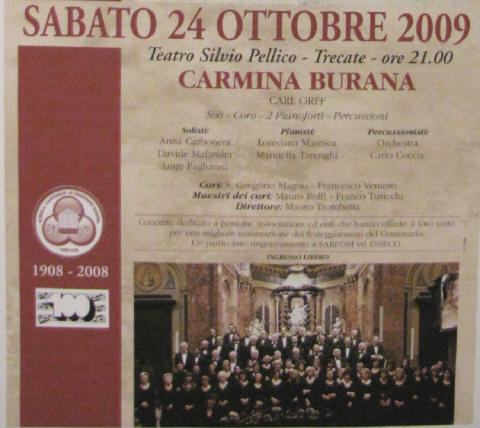 SABATO 24 OTTOBRE 2009
Teatro Silvio Pellico - Trecate - ore 21.00
CARMINA BURANA
CARL ORFF
Soli - Coro - 2 Pianoforti - Percussioni
Solisti: Pianisti: Percussionisti:
Anna Carbonera Loredana Maresca Orchestra
Davide Malandra Marinella Tarenghi Carlo Coccia
Luigi Pagliarini
Cori: S. Gregorio Magno - Francesco Veniero
Maestri dei cori: Mauro Rolfi - Franco Turicchi
Direttore: Mauro Trombetta
Concerto dedicato a persone, associazioni ed enti che hanno offerto il loro aiuto
per una migliore realizzazione dei festeggiamenti del Centenario.
Un particolare ringraziamento a SARPOM ed ESSECO.
INGRESSO LIBERO
1908 - 2008
100